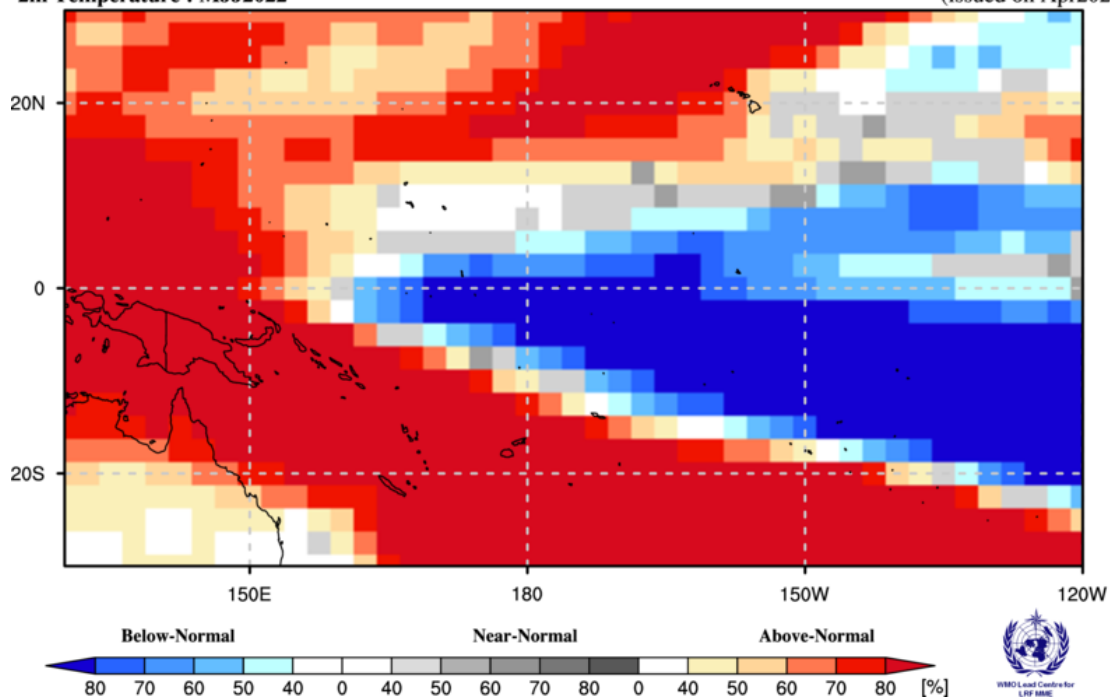 2m Temperature : MJJ2022
(issued on Apr202
20N
0
20S
150E 180 150W 120W
Below-Normal Near-Normal Above-Normal
80 70 60 50 40 0 40 50 60 70 80 0 40 50 60 70 80 [%]
WMO Lead Centre for
LRF MME